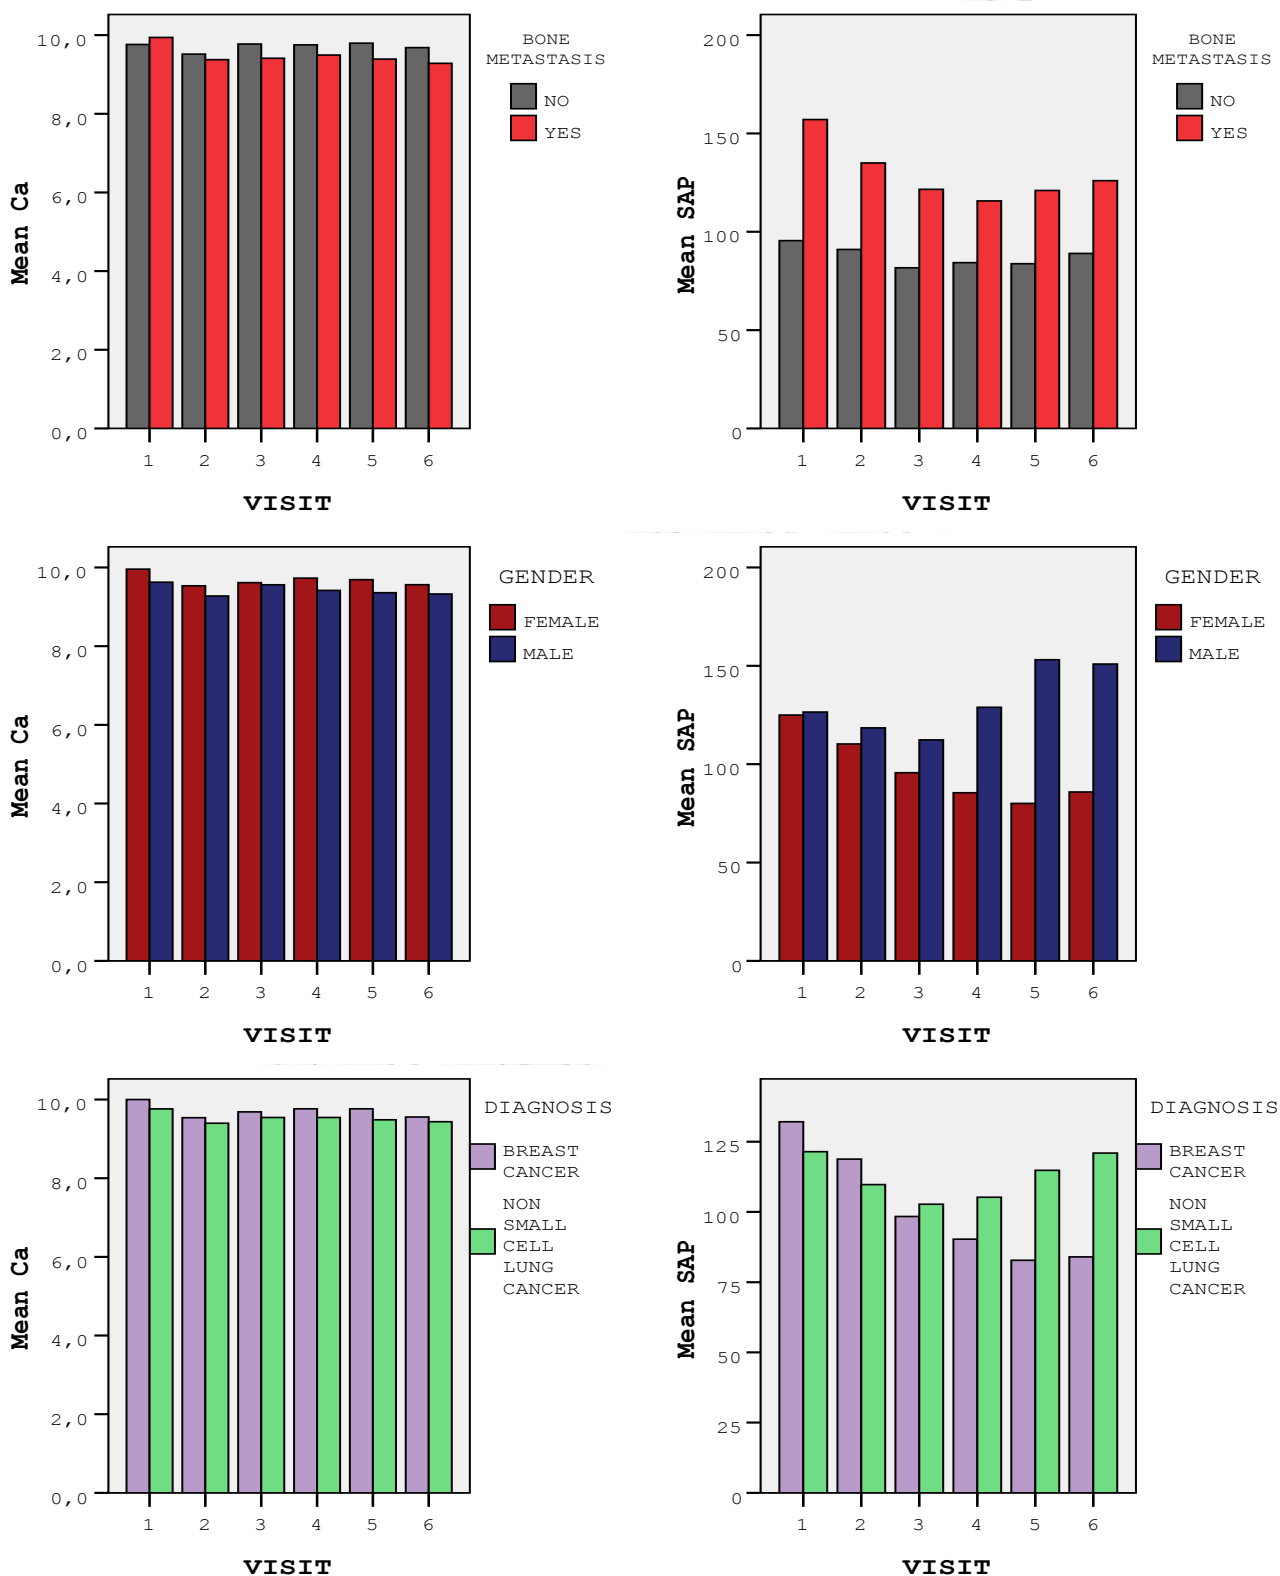 10,0
8,0
6,0
4,0
2,0
0,0
Mean Ca
1 2 3 4 5 6
VISIT
BONE
METASTASIS
NO
YES
200
150
100
50
0
Mean SAP
1 2 3 4 5 6
VISIT
BONE
METASTASIS
NO
YES
10,0
8,0
6,0
4,0
2,0
0,0
Mean Ca
1 2 3 4 5 6
VISIT
GENDER
FEMALE
MALE
200
150
100
50
0
Mean SAP
1 2 3 4 5 6
VISIT
GENDER
FEMALE
MALE
10,0
8,0
6,0
4,0
2,0
0,0
Mean Ca
1 2 3 4 5 6
VISIT
DIAGNOSIS
BREAST
CANCER
NON
SMALL
CELL
LUNG
CANCER
125
100
75
50
25
0
Mean SAP
1 2 3 4 5 6
VISIT
DIAGNOSIS
BREAST
CANCER
NON
SMALL
CELL
LUNG
CANCER